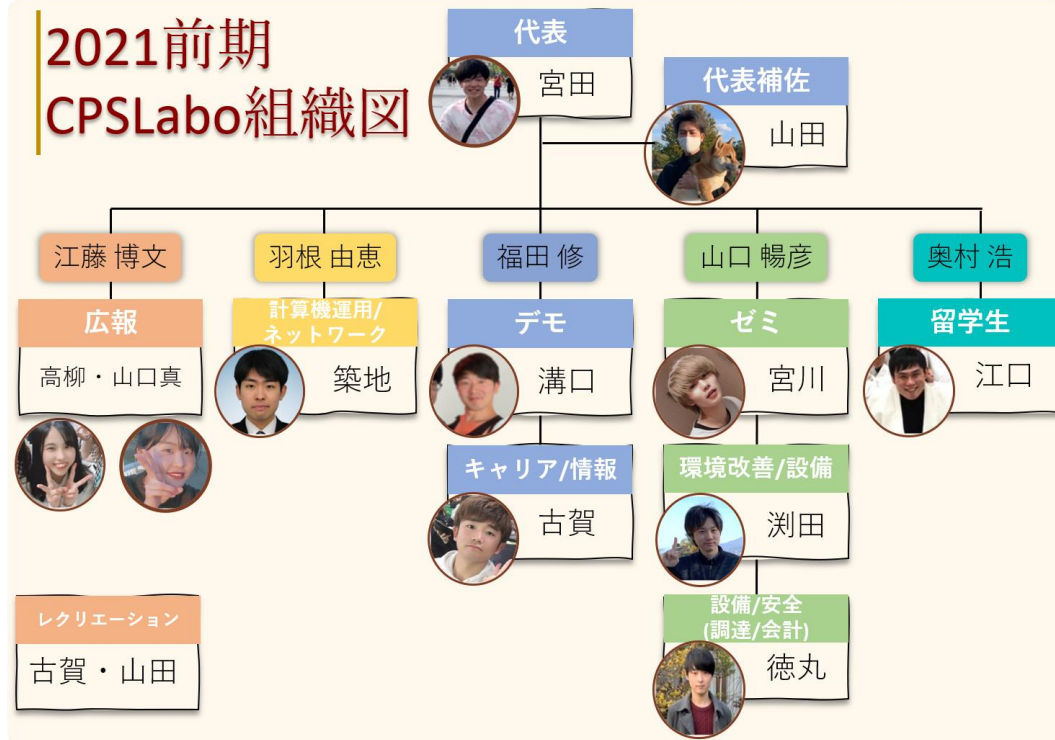 2021前期
CPSLabo組織図
代表
宮田
代表補佐
山田
江藤 博文
羽根 由恵
福田 修
山口 暢彦
奥村 浩
広報
高柳・山口真
計算機運用/
ネットワーク
築地
デモ
溝口
ゼミ
宮川
留学生
江口
キャリア/情報
古賀
環境改善/設備
渕田
レクリエーション
古賀・山田
設備/安全
(調達/会計)
徳丸